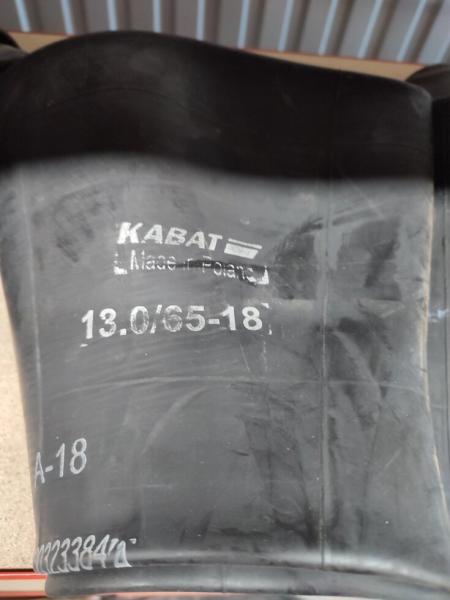 KABAT
Made in Poland
13.0/65-18
A-18